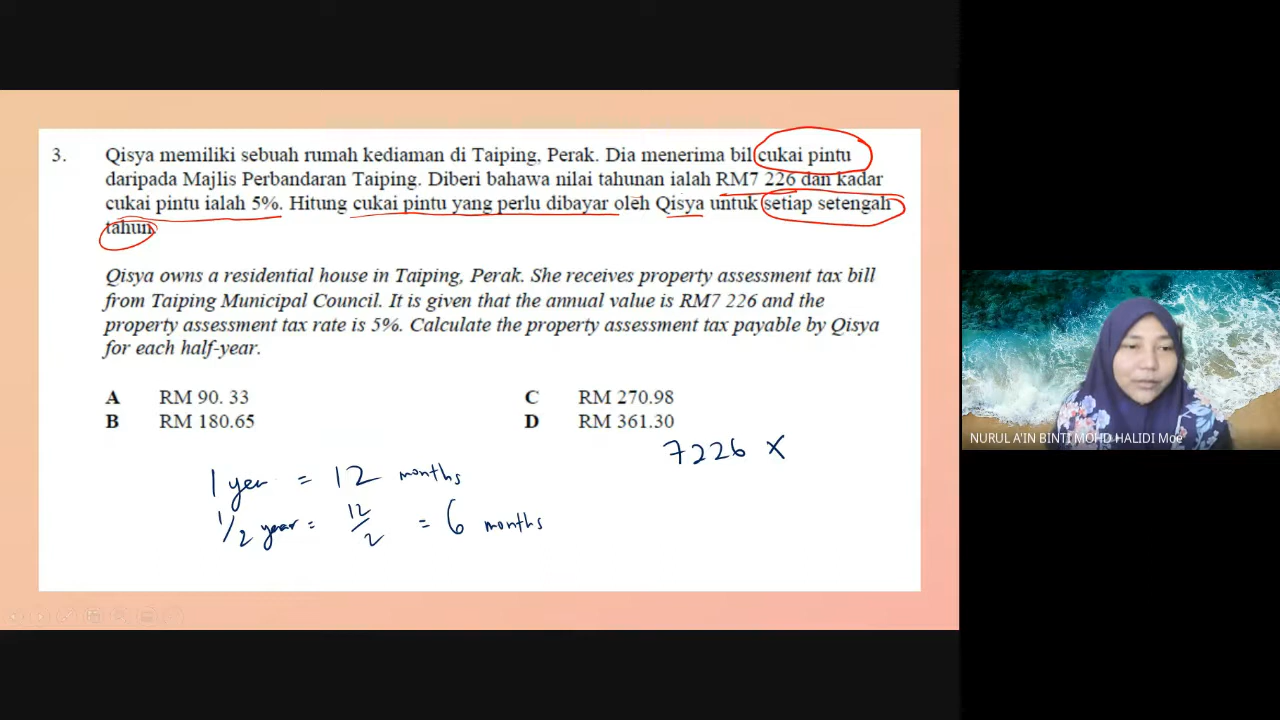 3. Qisya memiliki sebuah rumah kediaman di Taiping, Perak. Dia menerima bil cukai pintu
daripada Majlis Perbandaran Taiping. Diberi bahawa nilai tahunan ialah RM7 226 dan kadar
cukai pintu ialah 5%. Hitung cukai pintu yang perlu dibayar oleh Qisya untuk setiap setengah
tahun.
Qisya owns a residential house in Taiping, Perak. She receives property assessment tax bill
from Taiping Municipal Council. It is given that the annual value is RM7 226 and the
property assessment tax rate is 5%. Calculate the property assessment tax payable by Qisya
for each half-year.
A RM 90. 33 C RM 270.98
B RM 180.65 D RM 361.30
7226 ×
1 year = 12 months
1/2 year = 12/2 = 6 months
NURUL A'IN BINTI MOHD HALIDI Moe